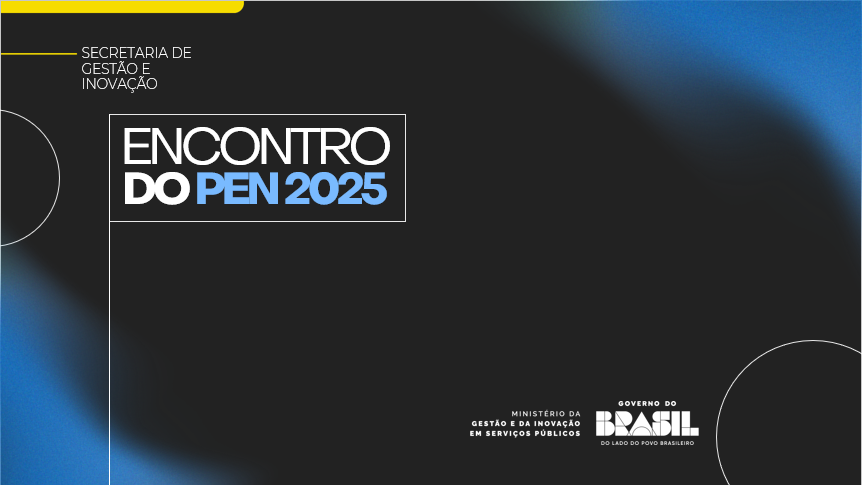 SECRETARIA DE
GESTÃO E
INOVAÇÃO
ENCONTRO
DO PEN 2025
MINISTÉRIO DA
GESTÃO E DA INOVAÇÃO
EM SERVIÇOS PÚBLICOS
GOVERNO DO
BRASIL
DO LADO DO POVO BRASILEIRO